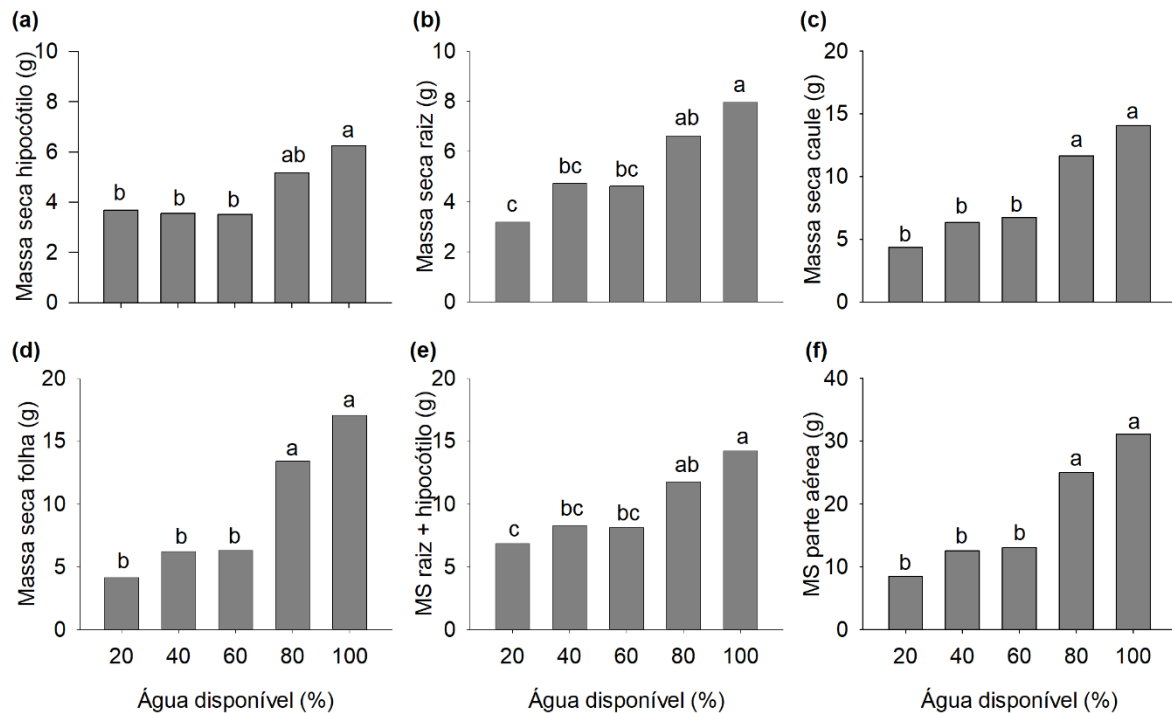 (a)
Massa seca hipocótilo (g)
10
8
6
4
2
0
b
b
b
ab
a
(b)
Massa seca raiz (g)
10
8
6
4
2
0
c
bc
bc
ab
a
(c)
Massa seca caule (g)
20
15
10
5
0
b
b
b
a
a
(d)
Massa seca folha (g)
20
15
10
5
0
b
b
b
a
a
20 40 60 80 100
Água disponível (%)
(e)
MS raiz + hipocótilo (g)
20
15
10
5
0
c
bc
bc
ab
a
20 40 60 80 100
Água disponível (%)
(f)
MS parte aérea (g)
40
30
20
10
0
b
b
b
a
a
20 40 60 80 100
Água disponível (%)